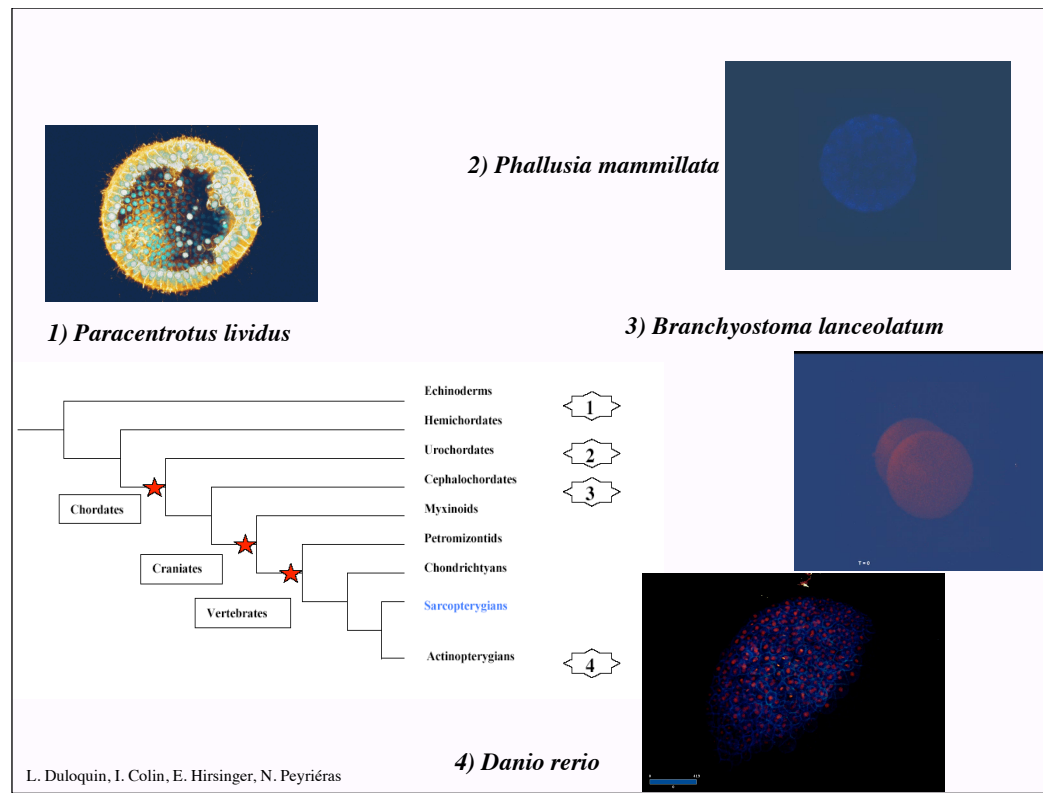 2) Phallusia mammillata
1) Paracentrotus lividus
3) Branchyostoma lanceolatum
Echinoderms
1
Hemichordates
Urochordates
2
Cephalochordates
3
Chordates
Myxinoids
Petromizontids
Craniates
Chondrichtyans
T = 0
Sarcopterygians
Vertebrates
Actinopterygians
4
4) Danio rerio
L. Duloquin, I. Colin, E. Hirsinger, N. Peyriéras